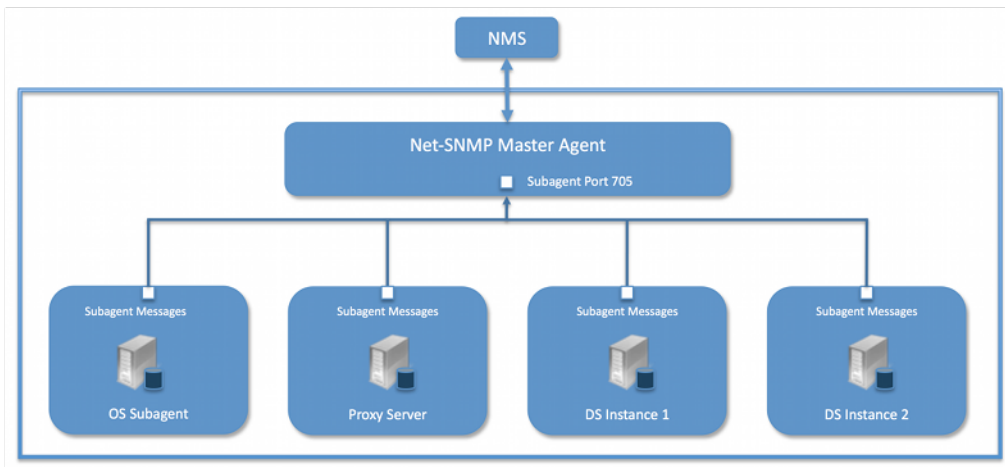 NMS
Net-SNMP Master Agent
Subagent Port 705
Subagent Messages
OS Subagent
Subagent Messages
Proxy Server
Subagent Messages
DS Instance 1
Subagent Messages
DS Instance 2